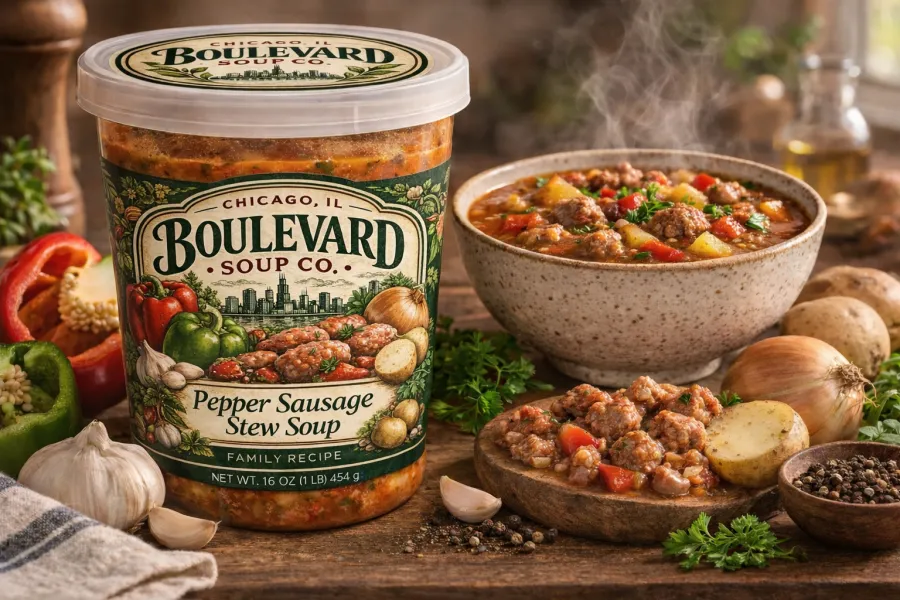 CHICAGO, IL
BOULEVARD
SOUP CO.
CHICAGO, IL
BOULEVARD
• SOUP CO. •
Pepper Sausage
Stew Soup
FAMILY RECIPE
NET WT. 16 OZ (1 LB) 454 g